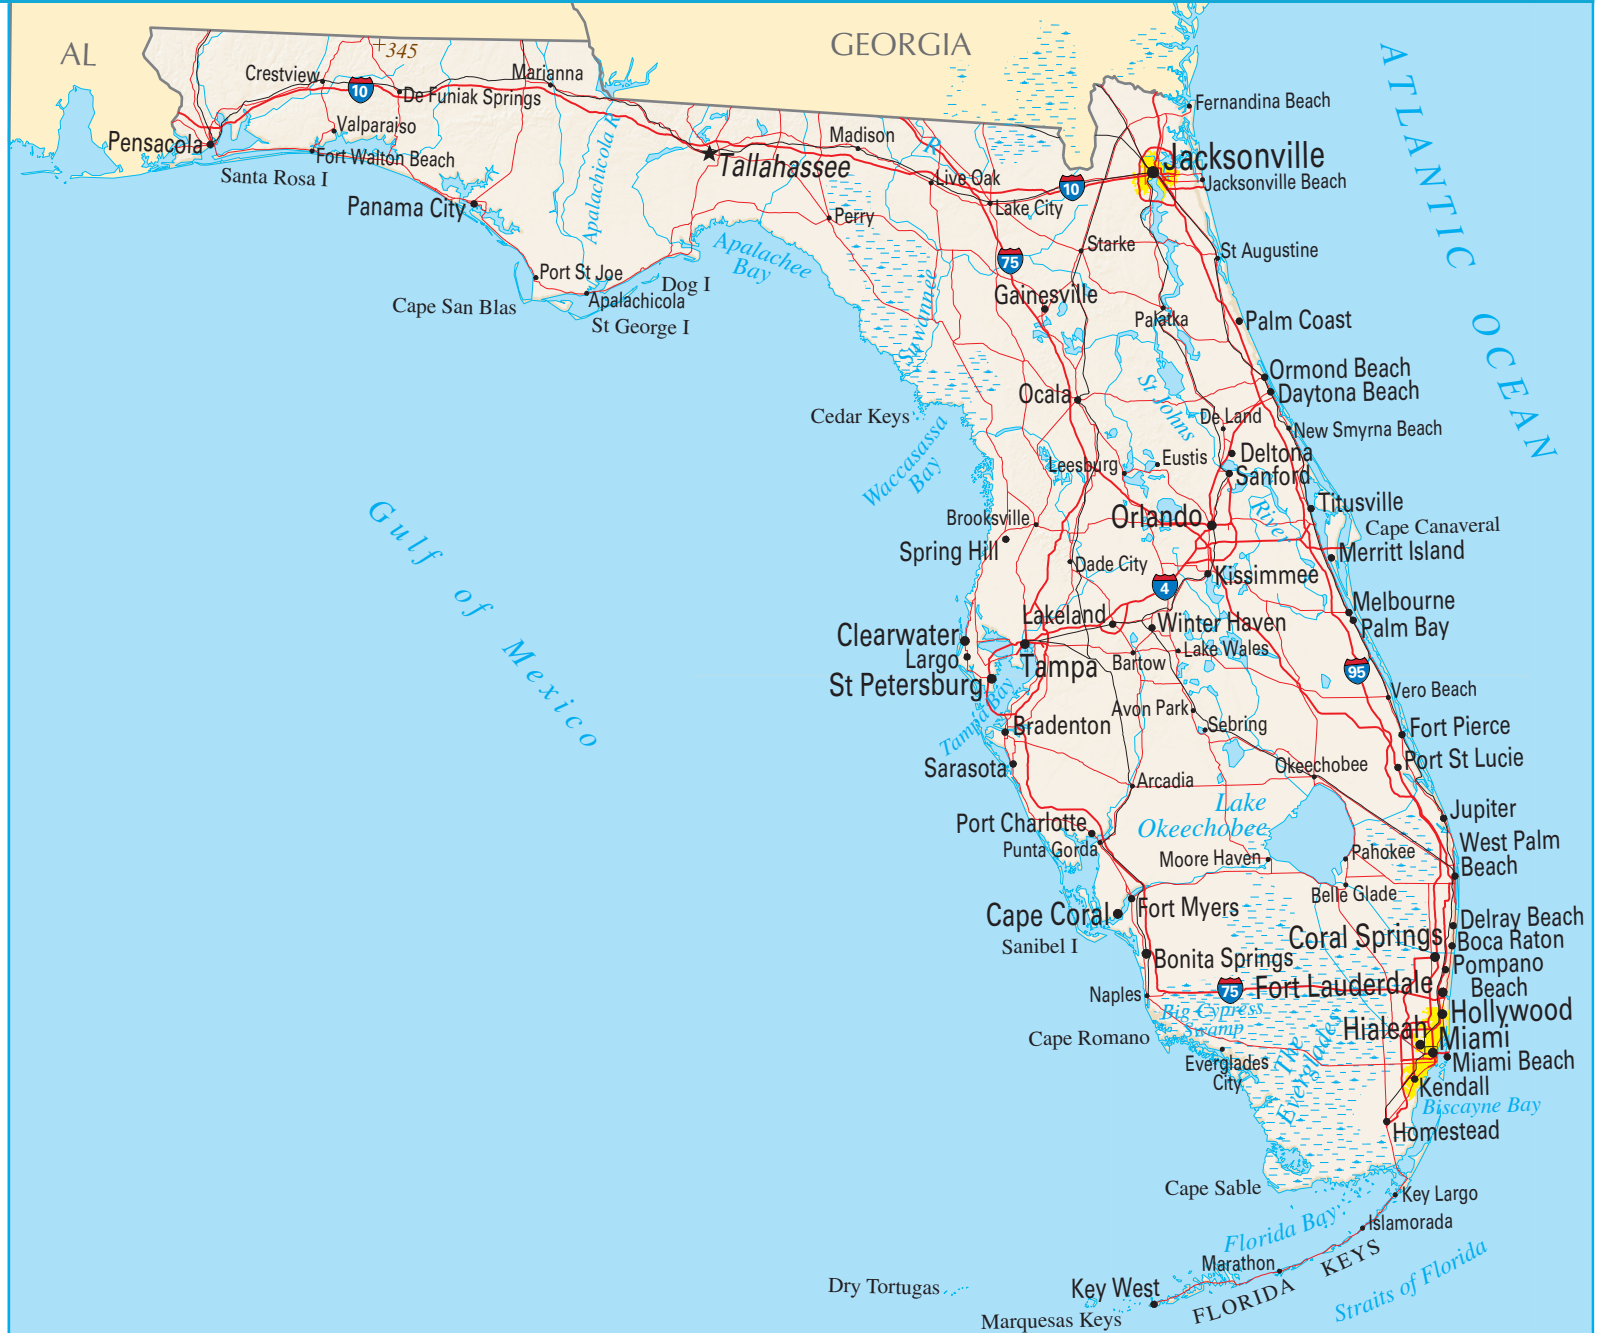 AL
GEORGIA
345
Crestview
10
De Funiak Springs
Marianna
Valparaiso
Pensacola
Fort Walton Beach
Santa Rosa I
Apalachicola R
Panama City
Tallahassee
Madison
R
Live Oak
10
Lake City
Fernandina Beach
Jacksonville
Jacksonville Beach
ATLANTIC OCEAN
Perry
Starke
St Augustine
Apalachee
Bay
75
Port St Joe
Dog I
Apalachicola
Cape San Blas
St George I
Gainesville
Palatka
Palm Coast
Suwannee
Ormond Beach
Daytona Beach
Ocala
St Johns
De Land
New Smyrna Beach
Cedar Keys
Waccasassa
Bay
Leesburg
Eustis
Deltona
Sanford
Titusville
River
Cape Canaveral
Brooksville
Orlando
Spring Hill
Merritt Island
Dade City
Kissimmee
4
Gulf of Mexico
Lakeland
Winter Haven
Melbourne
Palm Bay
Clearwater
Largo
Tampa
Bartow
Lake Wales
St Petersburg
95
Vero Beach
Tampa Bay
Avon Park
Sebring
Bradenton
Fort Pierce
Sarasota
Okeechobee
Port St Lucie
Arcadia
Lake
Okeechobee
Jupiter
Port Charlotte
Punta Gorda
Moore Haven
Pahokee
West Palm
Beach
Belle Glade
Cape Coral
Fort Myers
Delray Beach
Sanibel I
Coral Springs
Boca Raton
Bonita Springs
Pompano
Beach
Naples
75
Fort Lauderdale
Big Cypress
Swamp
Hollywood
Cape Romano
Hialeah
Miami
The
Everglades
Everglades
City
Miami Beach
Kendall
Biscayne Bay
Homestead
Cape Sable
Key Largo
Florida Bay
Islamorada
Marathon
FLORIDA KEYS
Straits of Florida
Dry Tortugas
Key West
Marquesas Keys